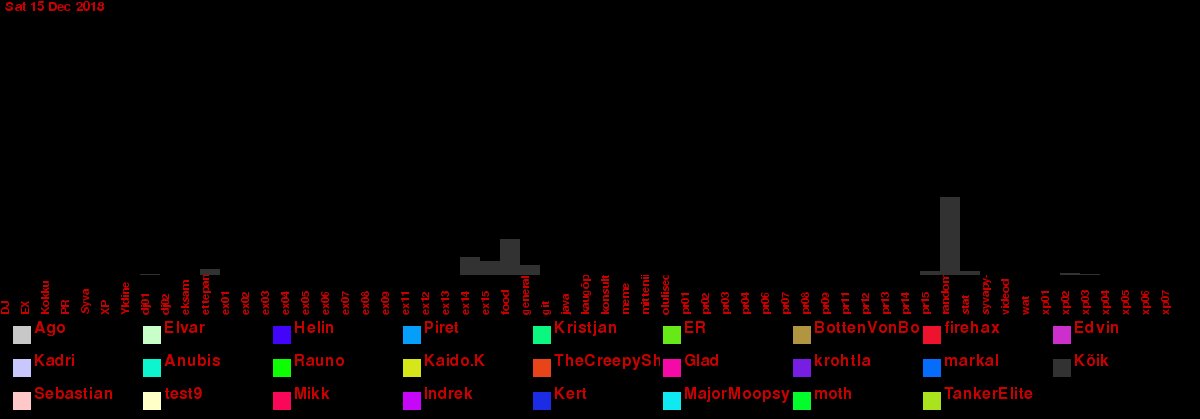 Sat 15 Dec 2018
DJ EX Kokku PR Syva XP Yldine dj01 dj02 eksam ettepan ex01 ex02 ex03 ex04 ex05 ex06 ex07 ex08 ex09 ex11 ex12 ex13 ex14 ex15 food general git java kaugõp konsult meme mitteni olulisec pr01 pr02 pr03 pr04 pr06 pr07 pr08 pr09 pr11 pr12 pr13 pr14 pr15 random stat syvapy- videod wat xp01 xp02 xp03 xp04 xp05 xp06 xp07
Ago Elvar Helin Piret Kristjan ER BottenVonBo firehax Edvin
Kadri Anubis Rauno Kaido.K TheCreepySh Glad krohtla markal Kõik
Sebastian test9 Mikk Indrek Kert MajorMoopsy moth TankerElite